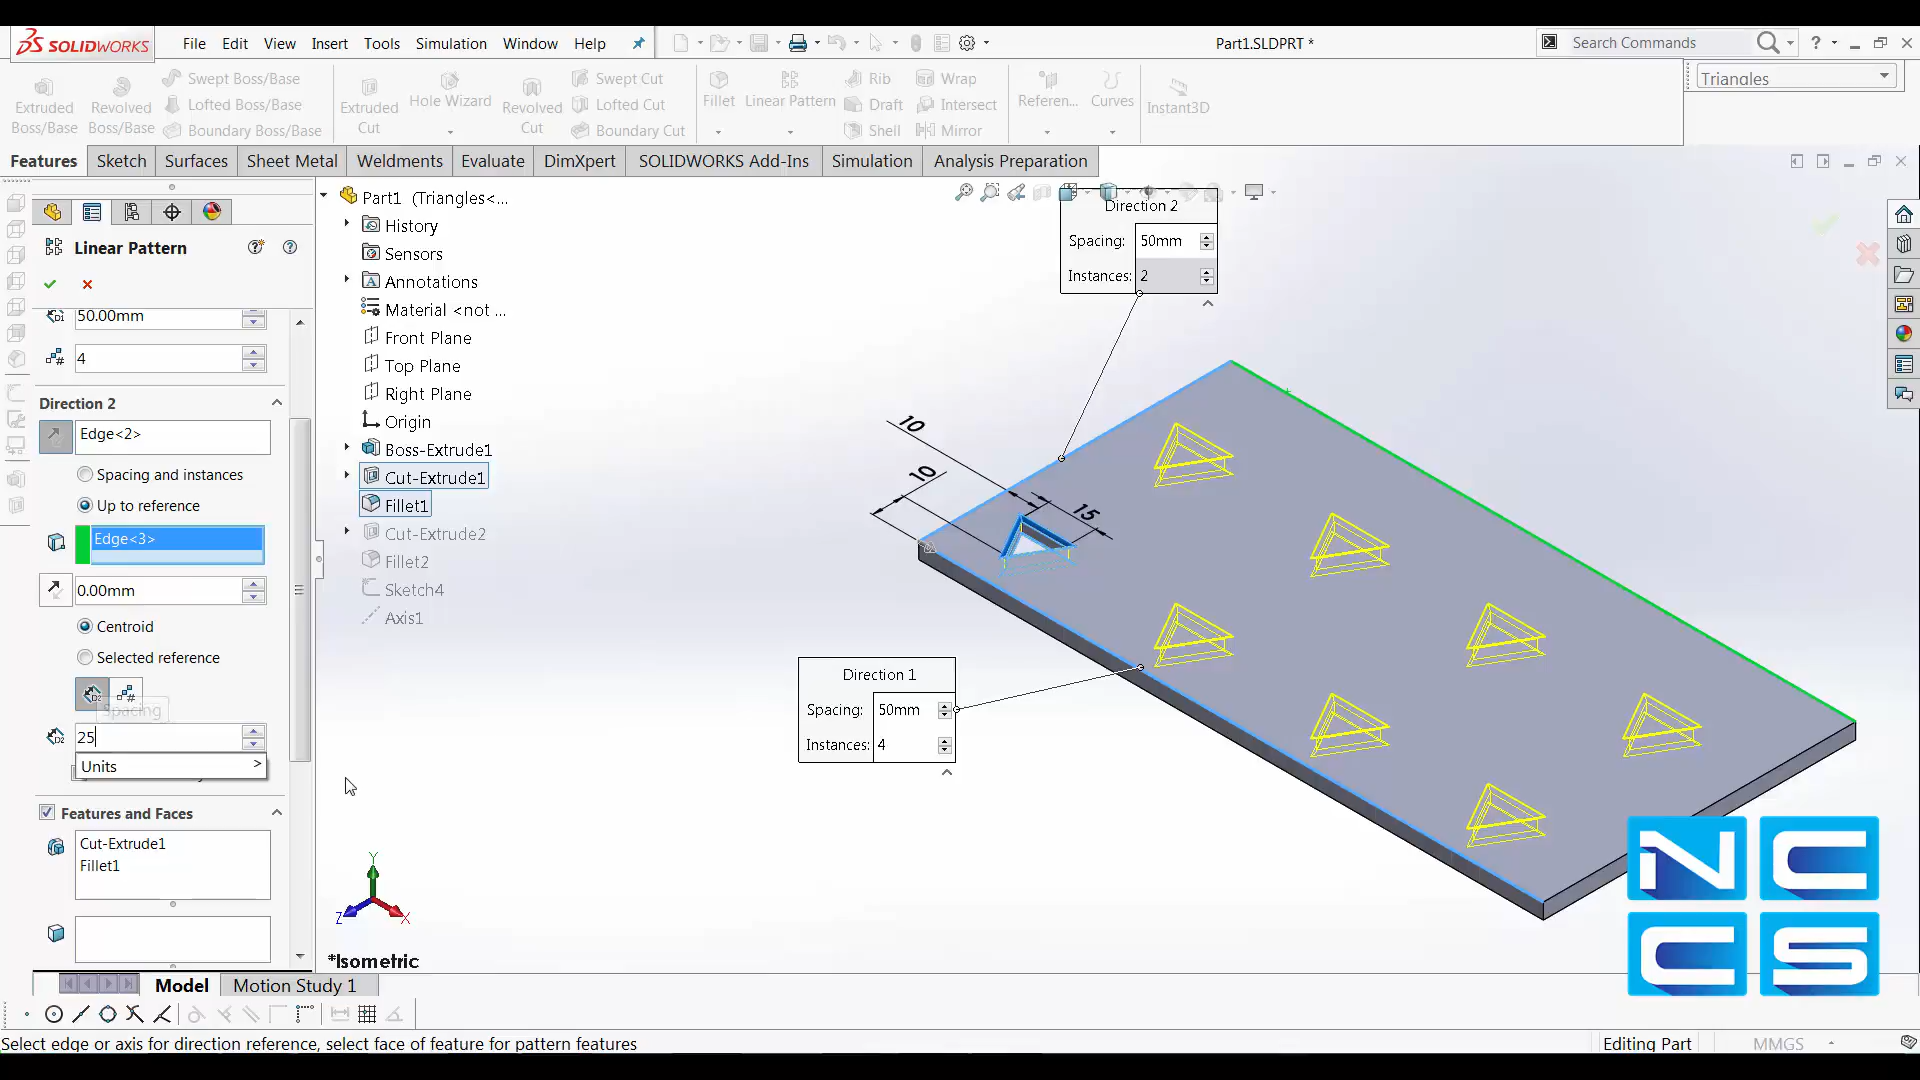 SOLIDWORKS
File Edit View Insert Tools Simulation Window Help
Part1.SLDPRT *
Search Commands
?
Triangles
Extruded Boss/Base
Revolved Boss/Base
Swept Boss/Base
Lofted Boss/Base
Boundary Boss/Base
Extruded Cut
Hole Wizard
Revolved Cut
Swept Cut
Lofted Cut
Boundary Cut
Fillet
Linear Pattern
Rib
Draft
Shell
Wrap
Intersect
Mirror
Referen...
Curves
Instant3D
Features Sketch Surfaces Sheet Metal Weldments Evaluate DimXpert SOLIDWORKS Add-Ins Simulation Analysis Preparation
Linear Pattern
50.00mm
4
Direction 2
Edge<2>
Spacing and instances
Up to reference
Edge<3>
0.00mm
Centroid
Selected reference
Spacing
25
Units >
Features and Faces
Cut-Extrude1
Fillet1
Part1 (Triangles<...
History
Sensors
Annotations
Material <not ...
Front Plane
Top Plane
Right Plane
Origin
Boss-Extrude1
Cut-Extrude1
Fillet1
Cut-Extrude2
Fillet2
Sketch4
Axis1
Direction 2
Spacing: 50mm
Instances: 2
10
10
15
Direction 1
Spacing: 50mm
Instances: 4
Y
Z
X
*Isometric
N C
C S
Model Motion Study 1
Select edge or axis for direction reference, select face of feature for pattern features
Editing Part
MMGS